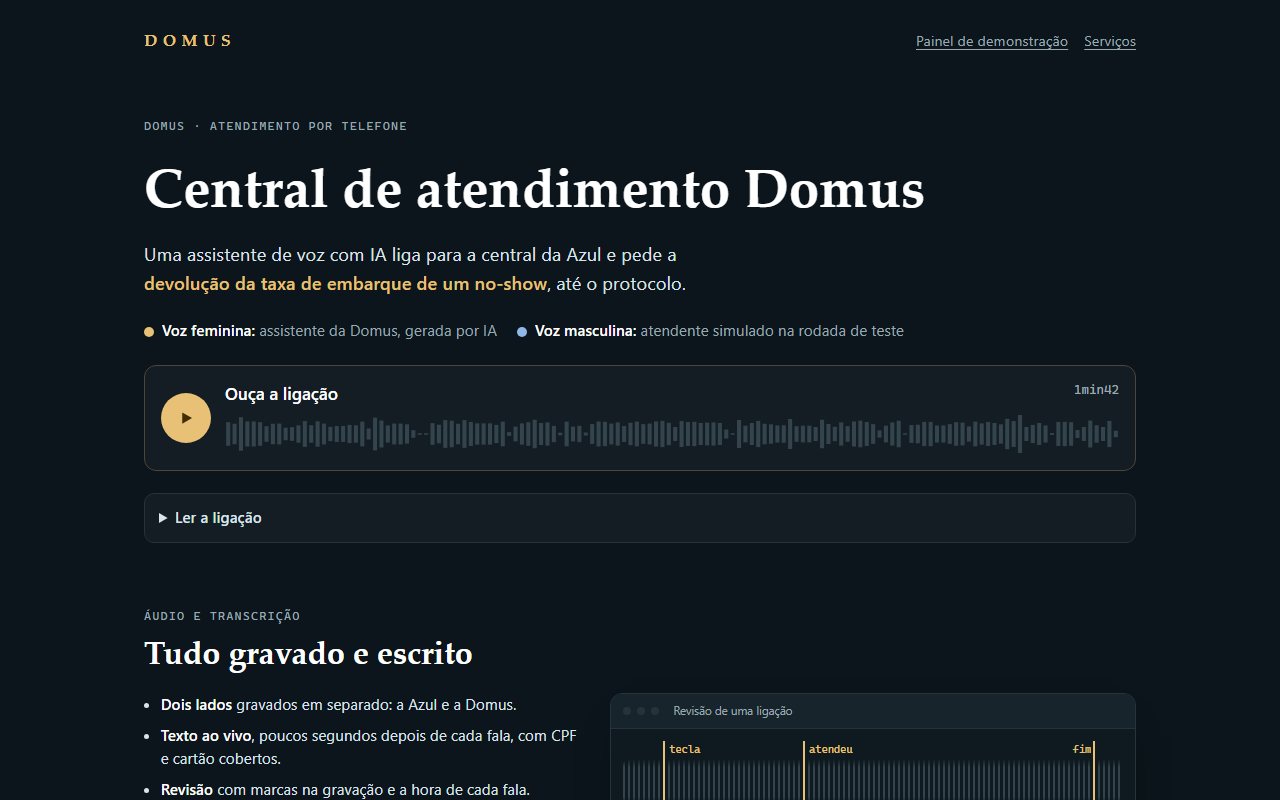 DOMUS
Painel de demonstração Serviços
DOMUS · ATENDIMENTO POR TELEFONE
Central de atendimento Domus
Uma assistente de voz com IA liga para a central da Azul e pede a
devolução da taxa de embarque de um no-show, até o protocolo.
Voz feminina: assistente da Domus, gerada por IA Voz masculina: atendente simulado na rodada de teste
Ouça a ligação
1min42
Ler a ligação
ÁUDIO E TRANSCRIÇÃO
Tudo gravado e escrito
Dois lados gravados em separado: a Azul e a Domus.
Texto ao vivo, poucos segundos depois de cada fala, com CPF
e cartão cobertos.
Revisão com marcas na gravação e a hora de cada fala.
Revisão de uma ligação
tecla atendeu fim